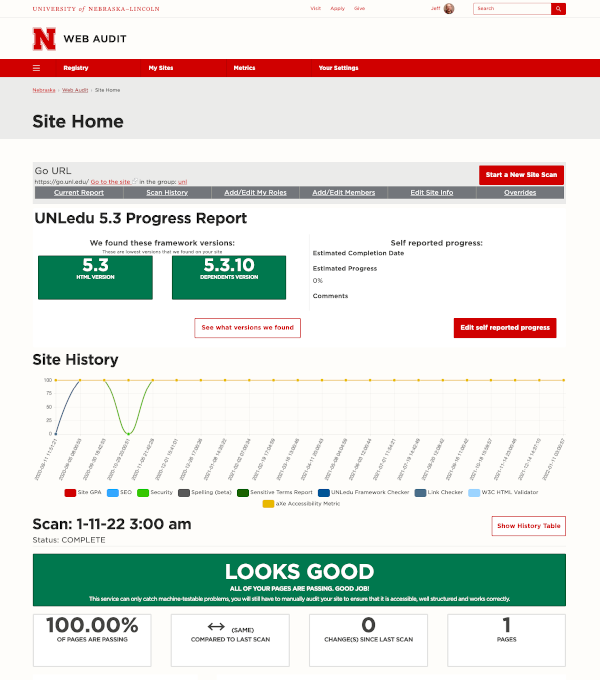 UNIVERSITY of NEBRASKA–LINCOLN
Visit Apply Give Jeff Search
N WEB AUDIT
Registry My Sites Metrics Your Settings
Nebraska › Web Audit › Site Home
Site Home
Go URL
https://go.unl.edu/ Go to the site in the group: unl
Start a New Site Scan
Current Report Scan History Add/Edit My Roles Add/Edit Members Edit Site Info Overrides
UNLedu 5.3 Progress Report
We found these framework versions:
These are lowest versions that we found on your site
5.3
HTML VERSION
5.3.10
DEPENDENTS VERSION
See what versions we found
Self reported progress:
Estimated Completion Date
Estimated Progress
0%
Comments
Edit self reported progress
Site History
100
75
50
25
0
Site GPA SEO Security Spelling (beta) Sensitive Terms Report UNLedu Framework Checker Link Checker W3C HTML Validator
aXe Accessibility Metric
Scan: 1-11-22 3:00 am
Status: COMPLETE
Show History Table
LOOKS GOOD
ALL OF YOUR PAGES ARE PASSING. GOOD JOB!
This service can only catch machine-testable problems, you will still have to manually audit your site to ensure that it is accessible, well structured and works correctly.
100.00%
OF PAGES ARE PASSING
↔ (SAME)
COMPARED TO LAST SCAN
0
CHANGE(S) SINCE LAST SCAN
1
PAGES